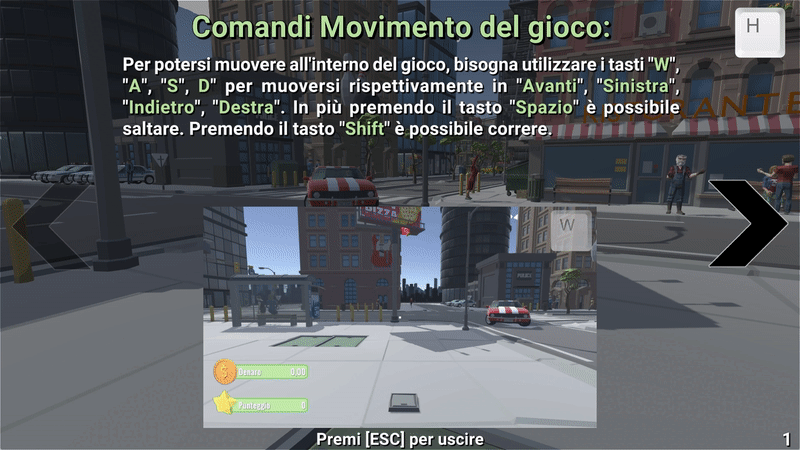 Comandi Movimento del gioco:
H
Per potersi muovere all'interno del gioco, bisogna utilizzare i tasti "W",
"A", "S", D" per muoversi rispettivamente in "Avanti", "Sinistra",
"Indietro", "Destra". In più premendo il tasto "Spazio" è possibile
saltare. Premendo il tasto "Shift" è possibile correre.
PIZZA
W
POLICE
Denaro 0,00
Punteggio 0
Premi [ESC] per uscire
1